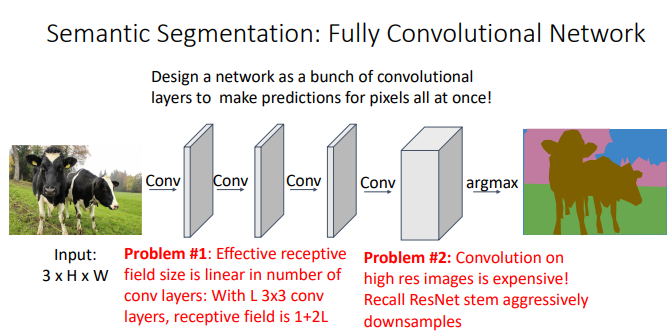 Semantic Segmentation: Fully Convolutional Network
Design a network as a bunch of convolutional
layers to make predictions for pixels all at once!
Conv
Conv
Conv
Conv
argmax
Input:
3 x H x W
Problem #1: Effective receptive
field size is linear in number of
conv layers: With L 3x3 conv
layers, receptive field is 1+2L
Problem #2: Convolution on
high res images is expensive!
Recall ResNet stem aggressively
downsamples